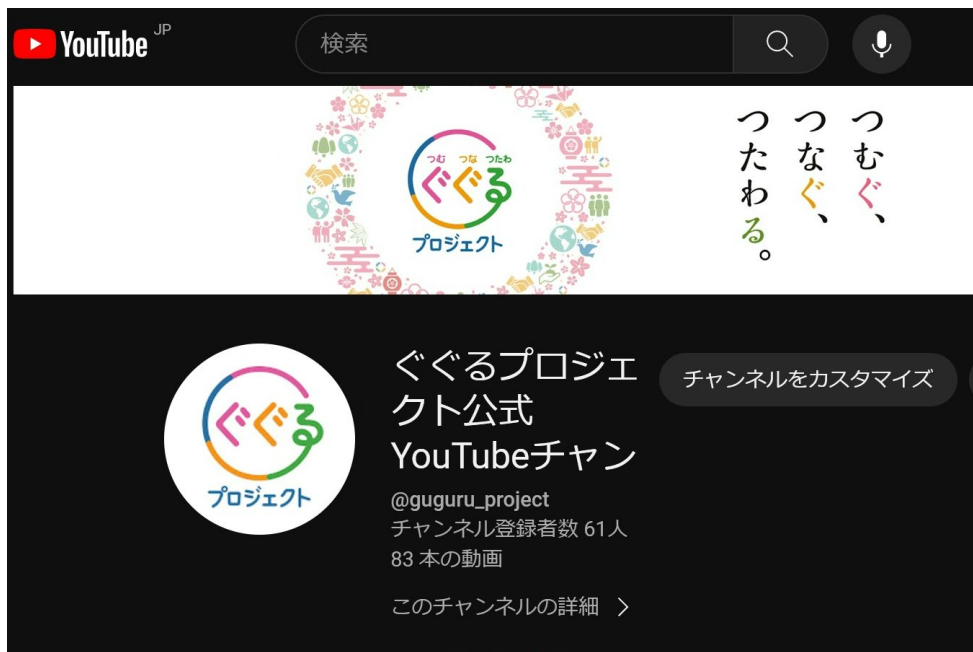 YouTube JP
検索
つむ つな つたわ
ぐぐる
プロジェクト
つむぐ、
つなぐ、
つたわる。
ぐぐる
プロジェクト
ぐぐるプロジェ
クト公式
YouTubeチャン
チャンネルをカスタマイズ
@guguru_project
チャンネル登録者数 61人
83 本の動画
このチャンネルの詳細